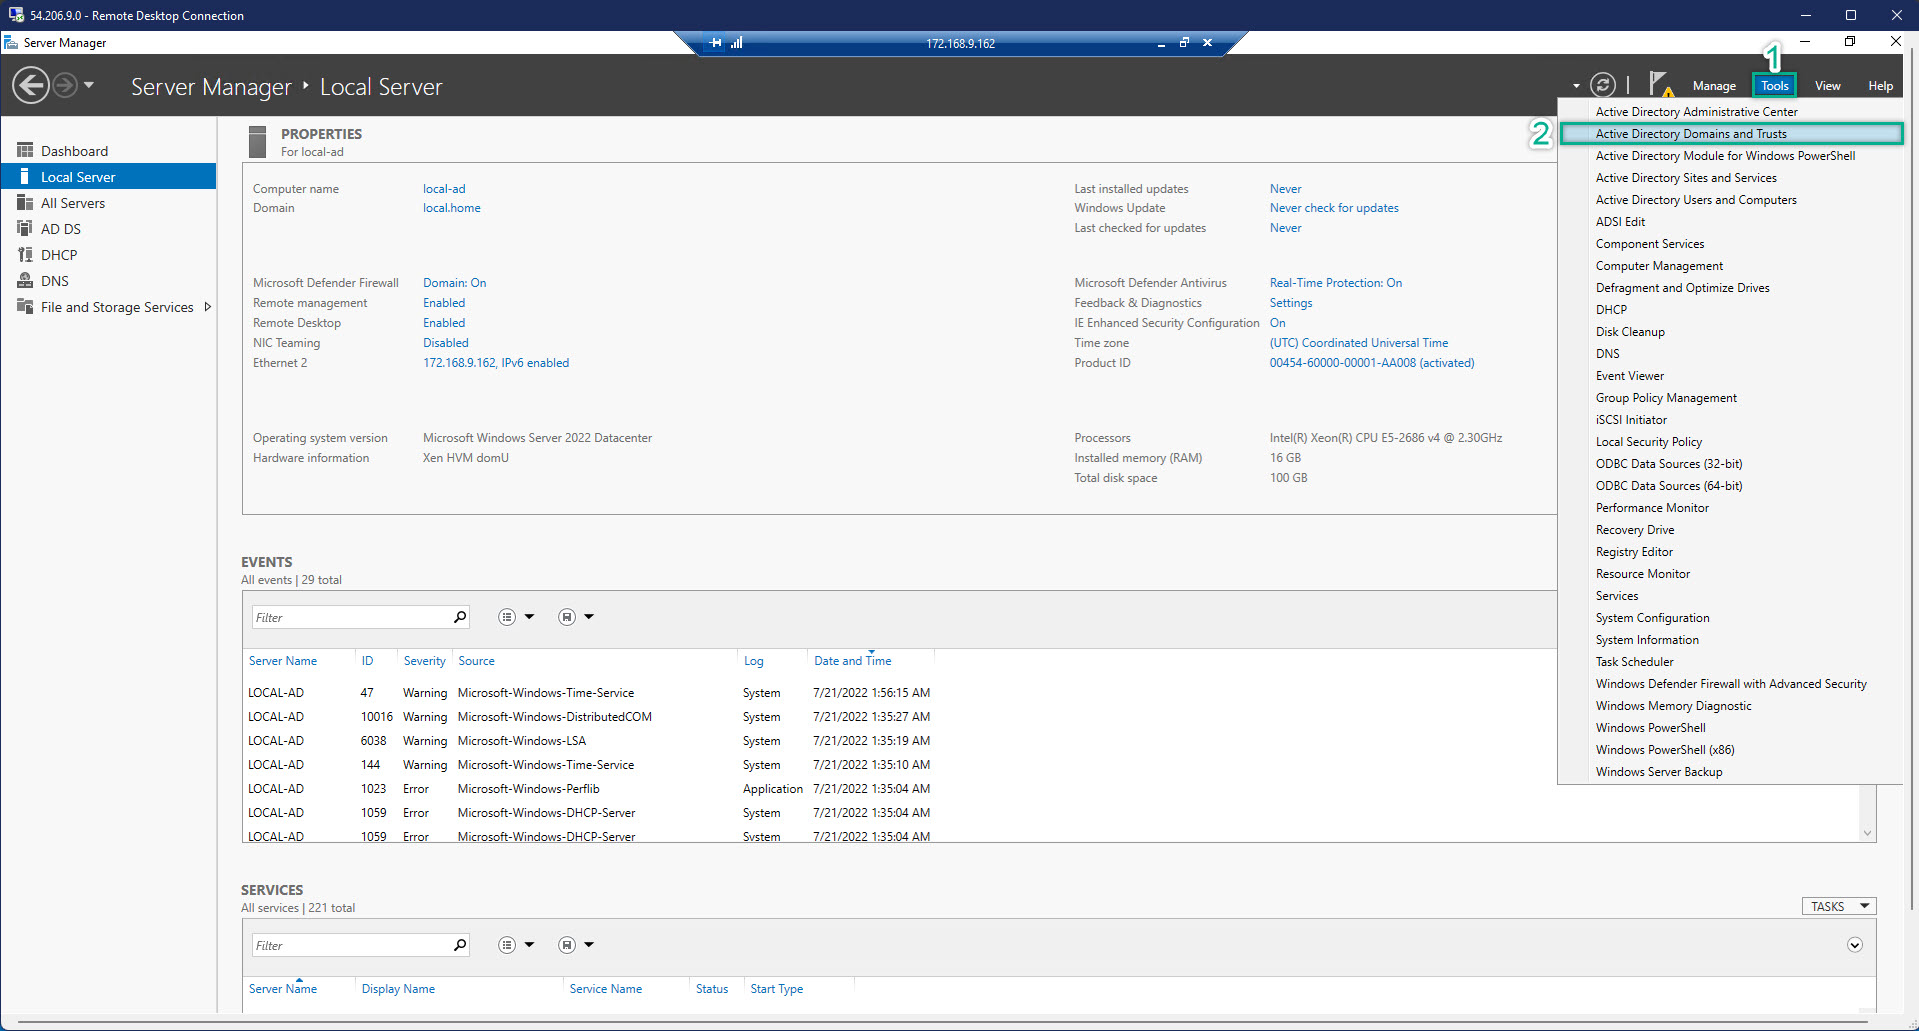 54.206.9.0 - Remote Desktop Connection
Server Manager
172.168.9.162
Server Manager Local Server
1
Manage
Tools
View
Help
2
Active Directory Administrative Center
Active Directory Domains and Trusts
Active Directory Module for Windows PowerShell
Active Directory Sites and Services
Active Directory Users and Computers
ADSI Edit
Component Services
Computer Management
Defragment and Optimize Drives
DHCP
Disk Cleanup
DNS
Event Viewer
Group Policy Management
iSCSI Initiator
Local Security Policy
ODBC Data Sources (32-bit)
ODBC Data Sources (64-bit)
Performance Monitor
Recovery Drive
Registry Editor
Resource Monitor
Services
System Configuration
System Information
Task Scheduler
Windows Defender Firewall with Advanced Security
Windows Memory Diagnostic
Windows PowerShell
Windows PowerShell (x86)
Windows Server Backup
Dashboard
Local Server
All Servers
AD DS
DHCP
DNS
File and Storage Services
PROPERTIES
For local-ad
Computer name local-ad
Domain local.home
Last installed updates Never
Windows Update Never check for updates
Last checked for updates Never
Microsoft Defender Firewall Domain: On
Remote management Enabled
Remote Desktop Enabled
NIC Teaming Disabled
Ethernet 2 172.168.9.162, IPv6 enabled
Microsoft Defender Antivirus Real-Time Protection: On
Feedback & Diagnostics Settings
IE Enhanced Security Configuration On
Time zone (UTC) Coordinated Universal Time
Product ID 00454-60000-00001-AA008 (activated)
Operating system version Microsoft Windows Server 2022 Datacenter
Hardware information Xen HVM domU
Processors Intel(R) Xeon(R) CPU E5-2686 v4 @ 2.30GHz
Installed memory (RAM) 16 GB
Total disk space 100 GB
EVENTS
All events | 29 total
Filter
Server Name ID Severity Source Log Date and Time
LOCAL-AD 47 Warning Microsoft-Windows-Time-Service System 7/21/2022 1:56:15 AM
LOCAL-AD 10016 Warning Microsoft-Windows-DistributedCOM System 7/21/2022 1:35:27 AM
LOCAL-AD 6038 Warning Microsoft-Windows-LSA System 7/21/2022 1:35:19 AM
LOCAL-AD 144 Warning Microsoft-Windows-Time-Service System 7/21/2022 1:35:10 AM
LOCAL-AD 1023 Error Microsoft-Windows-Perflib Application 7/21/2022 1:35:04 AM
LOCAL-AD 1059 Error Microsoft-Windows-DHCP-Server System 7/21/2022 1:35:04 AM
LOCAL-AD 1059 Error Microsoft-Windows-DHCP-Server System 7/21/2022 1:35:04 AM
SERVICES
All services | 221 total
TASKS
Filter
Server Name Display Name Service Name Status Start Type